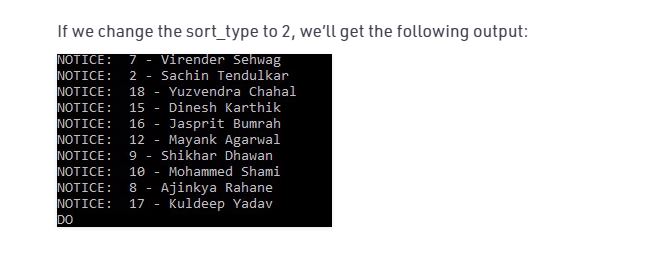 If we change the sort_type to 2, we'll get the following output:
NOTICE:  7 - Virender Sehwag
NOTICE:  2 - Sachin Tendulkar
NOTICE:  18 - Yuzvendra Chahal
NOTICE:  15 - Dinesh Karthik
NOTICE:  16 - Jasprit Bumrah
NOTICE:  12 - Mayank Agarwal
NOTICE:  9 - Shikhar Dhawan
NOTICE:  10 - Mohammed Shami
NOTICE:  8 - Ajinkya Rahane
NOTICE:  17 - Kuldeep Yadav
DO